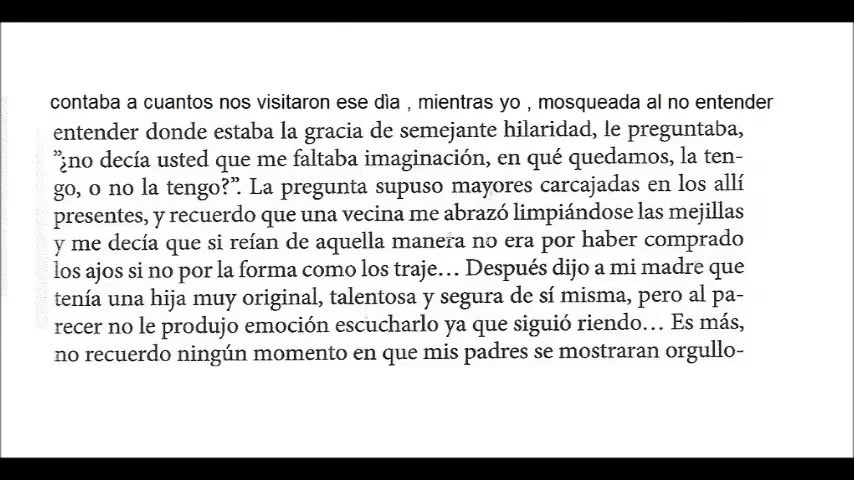 contaba a cuantos nos visitaron ese dìa , mientras yo , mosqueada al no entender
entender donde estaba la gracia de semejante hilaridad, le preguntaba,
”¿no decía usted que me faltaba imaginación, en qué quedamos, la ten-
go, o no la tengo?”. La pregunta supuso mayores carcajadas en los allí
presentes, y recuerdo que una vecina me abrazó limpiándose las mejillas
y me decía que si reían de aquella manera no era por haber comprado
los ajos si no por la forma como los traje... Después dijo a mi madre que
tenía una hija muy original, talentosa y segura de sí misma, pero al pa-
recer no le produjo emoción escucharlo ya que siguió riendo... Es más,
no recuerdo ningún momento en que mis padres se mostraran orgullo-